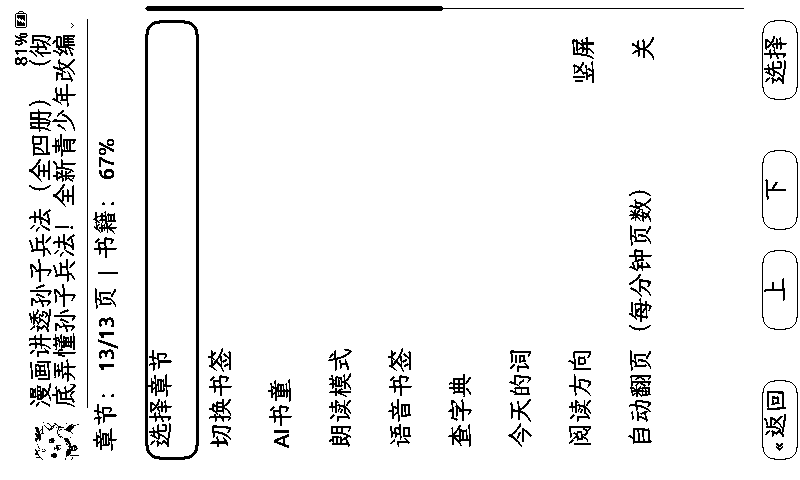 81%
漫画讲透孙子兵法（全四册）（彻
底弄懂孙子兵法！全新青少年改编.
章节： 13/13 页 | 书籍： 67%
选择章节
切换书签
AI书童
朗读模式
语音书签
查字典
今天的词
阅读方向 竖屏
自动翻页（每分钟页数） 关
« 返回 上 下 选择